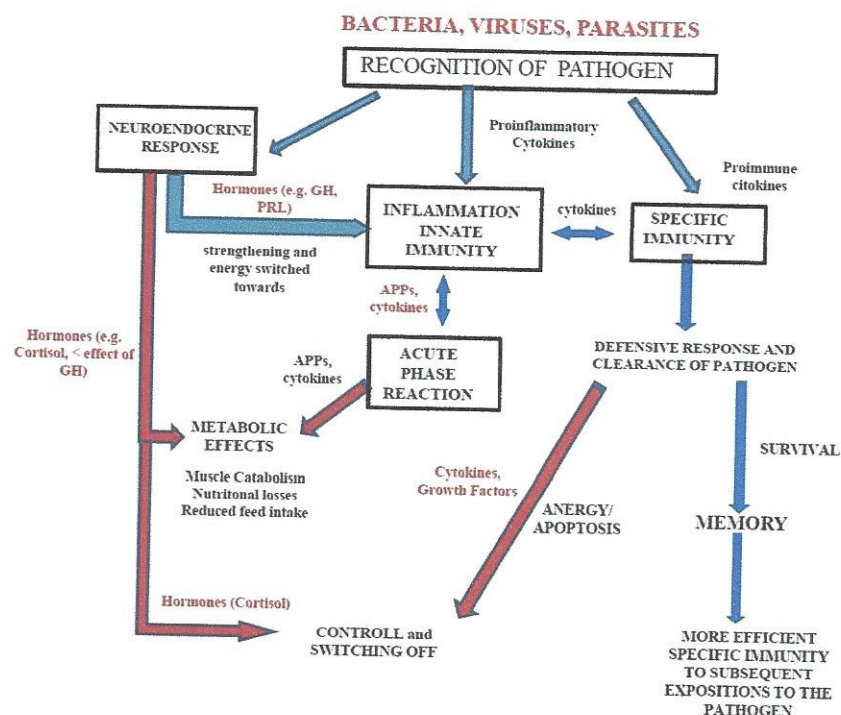 BACTERIA, VIRUSES, PARASITES
RECOGNITION OF PATHOGEN
NEUROENDOCRINE
RESPONSE
Proinflammatory
Cytokines
Proimmune
citokines
Hormones (e.g. GH,
PRL)
strengthening and
energy switched
towards
INFLAMMATION
INNATE
IMMUNITY
cytokines
SPECIFIC
IMMUNITY
APPs,
cytokines
Hormones (e.g.
Cortisol, < effect of
GH)
APPs,
cytokines
ACUTE
PHASE
REACTION
DEFENSIVE RESPONSE AND
CLEARANCE OF PATHOGEN
METABOLIC
EFFECTS
Muscle Catabolism
Nutritonal losses
Reduced feed intake
Cytokines,
Growth Factors
ANERGY/
APOPTOSIS
SURVIVAL
MEMORY
Hormones (Cortisol)
CONTROLL and
SWITCHING OFF
MORE EFFICIENT
SPECIFIC IMMUNITY
TO SUBSEQUENT
EXPOSITIONS TO THE
PATHOGEN